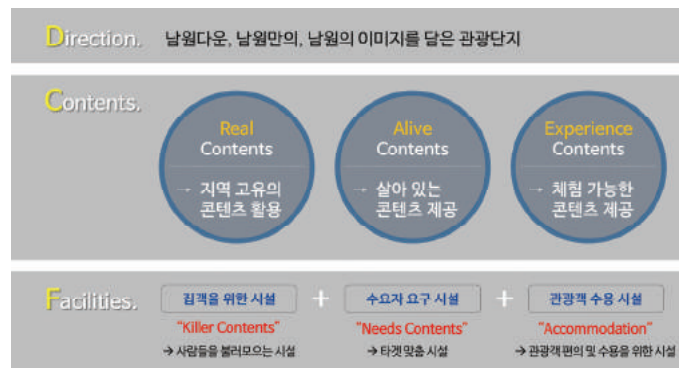 Direction. 남원다운, 남원만의, 남원의 이미지를 담은 관광단지
Contents.
Real
Contents
→ 지역 고유의
콘텐츠 활용
Alive
Contents
→ 살아 있는
콘텐츠 제공
Experience
Contents
→ 체험 가능한
콘텐츠 제공
Facilities.
집객을 위한 시설 + 수요자 요구 시설 + 관광객 수용 시설
"Killer Contents" "Needs Contents" "Accommodation"
→ 사람들을 불러모으는 시설 → 타겟 맞춤 시설 → 관광객 편의 및 수용을 위한 시설